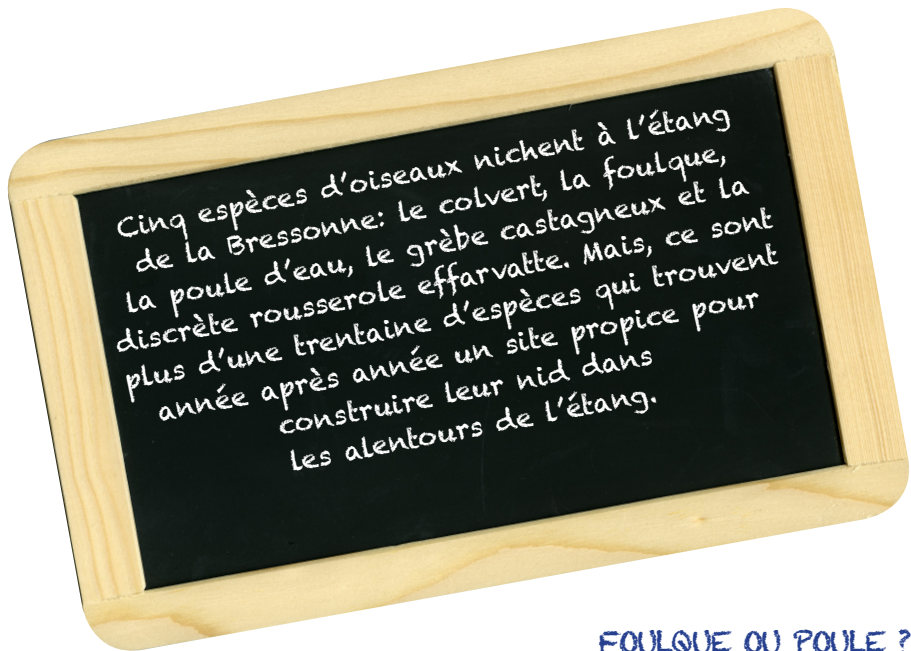 Cinq espèces d'oiseaux nichent à l'étang
de la Bressonne: le colvert, la foulque,
la poule d'eau, le grèbe castagneux et la
discrète rousserole effarvatte. Mais, ce sont
plus d'une trentaine d'espèces qui trouvent
année après année un site propice pour
construire leur nid dans
les alentours de l'étang.
FOULQUE OU POULE ?